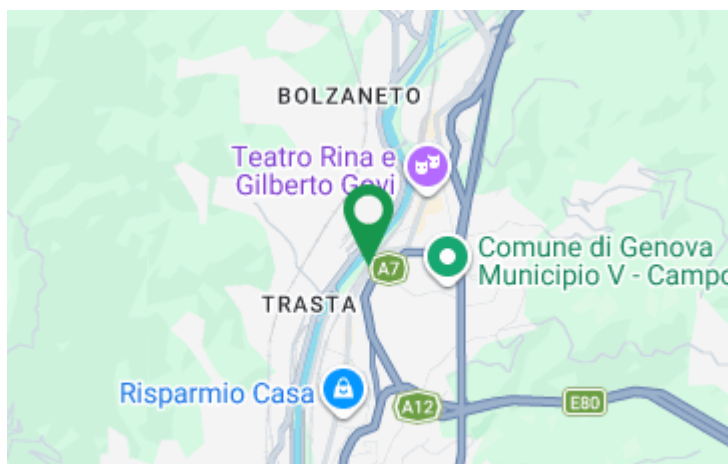 BOLZANETO
Teatro Rina e
Gilberto Govi
A7
Comune di Genova
Municipio V - Campo
TRASTA
Risparmio Casa
A12
E80